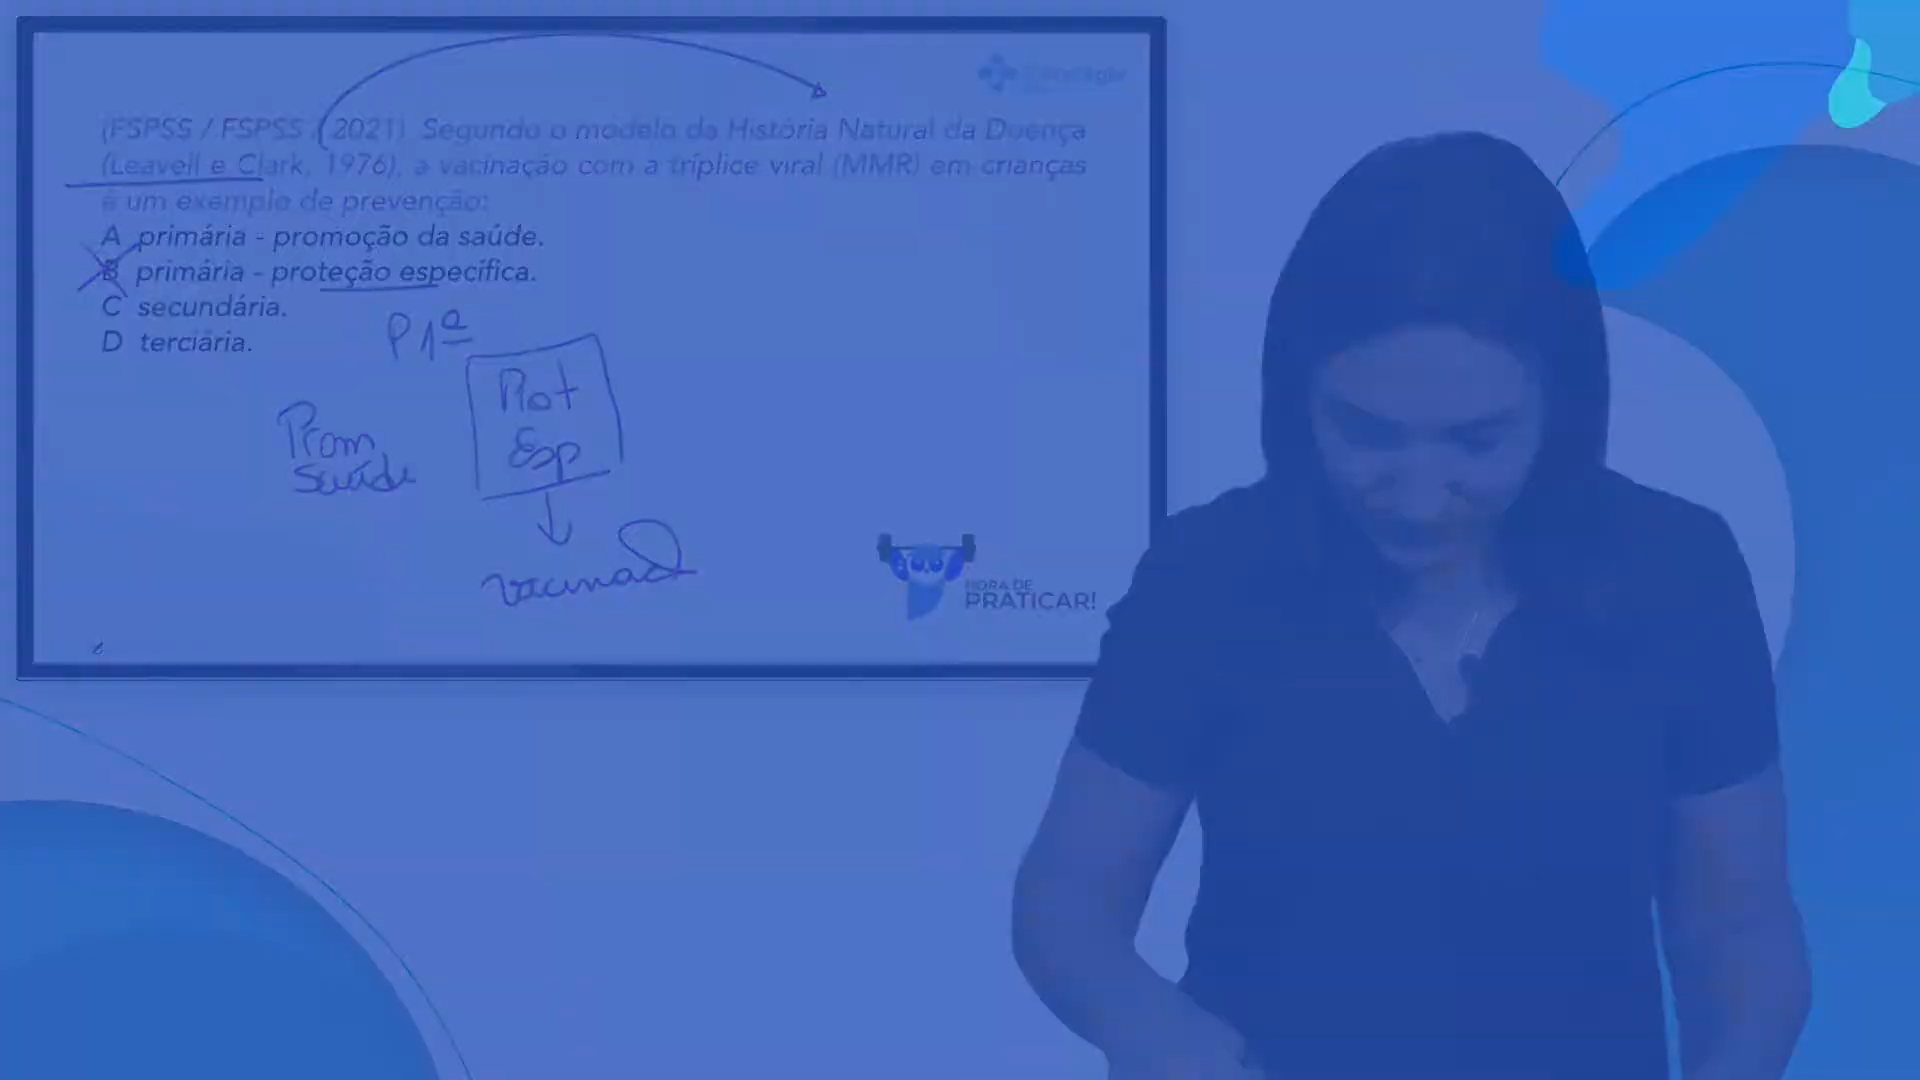 (FSPSS / FSPSS (2021). Segundo o modelo da História Natural da Doença
(Leavell e Clark, 1976), a vacinação com a tríplice viral (MMR) em crianças
é um exemplo de prevenção:
A primária - promoção da saúde.
B primária - proteção específica.
C secundária.
D terciária.
P 1ª
Prot
Esp
Prom
saúde
HORA DE
PRATICAR!